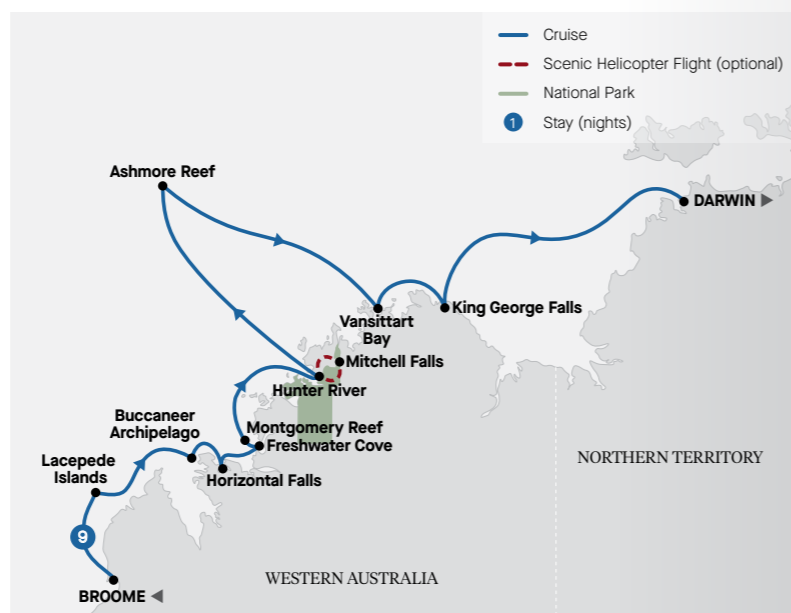 Cruise
Scenic Helicopter Flight (optional)
National Park
1
Stay (nights)
Ashmore Reef
DARWIN
King George Falls
Vansittart
Bay
Mitchell Falls
Hunter River
Buccaneer
Archipelago
Montgomery Reef
Freshwater Cove
Lacepede
Islands
Horizontal Falls
NORTHERN TERRITORY
9
WESTERN AUSTRALIA
BROOME